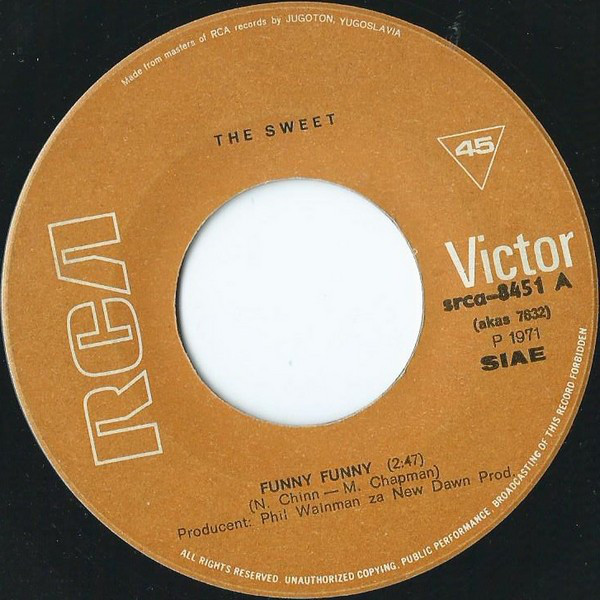 Made from masters of RCA records by JUGOTON, YUGOSLAVIA
THE SWEET
45
RCA
Victor
srca-8451 A
(akas 7632)
P 1971
SIAE
FUNNY FUNNY (2:47)
(N. Chinn — M. Chapman)
Producent: Phil Wainman za New Dawn Prod.
ALL RIGHTS RESERVED. UNAUTHORIZED COPYING, PUBLIC PERFORMANCE, BROADCASTING OF THIS RECORD FORBIDDEN